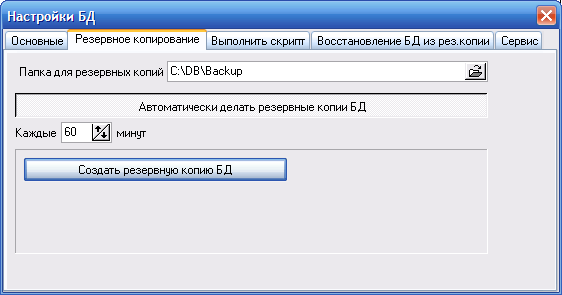 Настройки БД
Основные Резервное копирование Выполнить скрипт Восстановление БД из рез.копии Сервис
Папка для резервных копий C:\DB\Backup
Автоматически делать резервные копии БД
Каждые 60 минут
Создать резервную копию БД